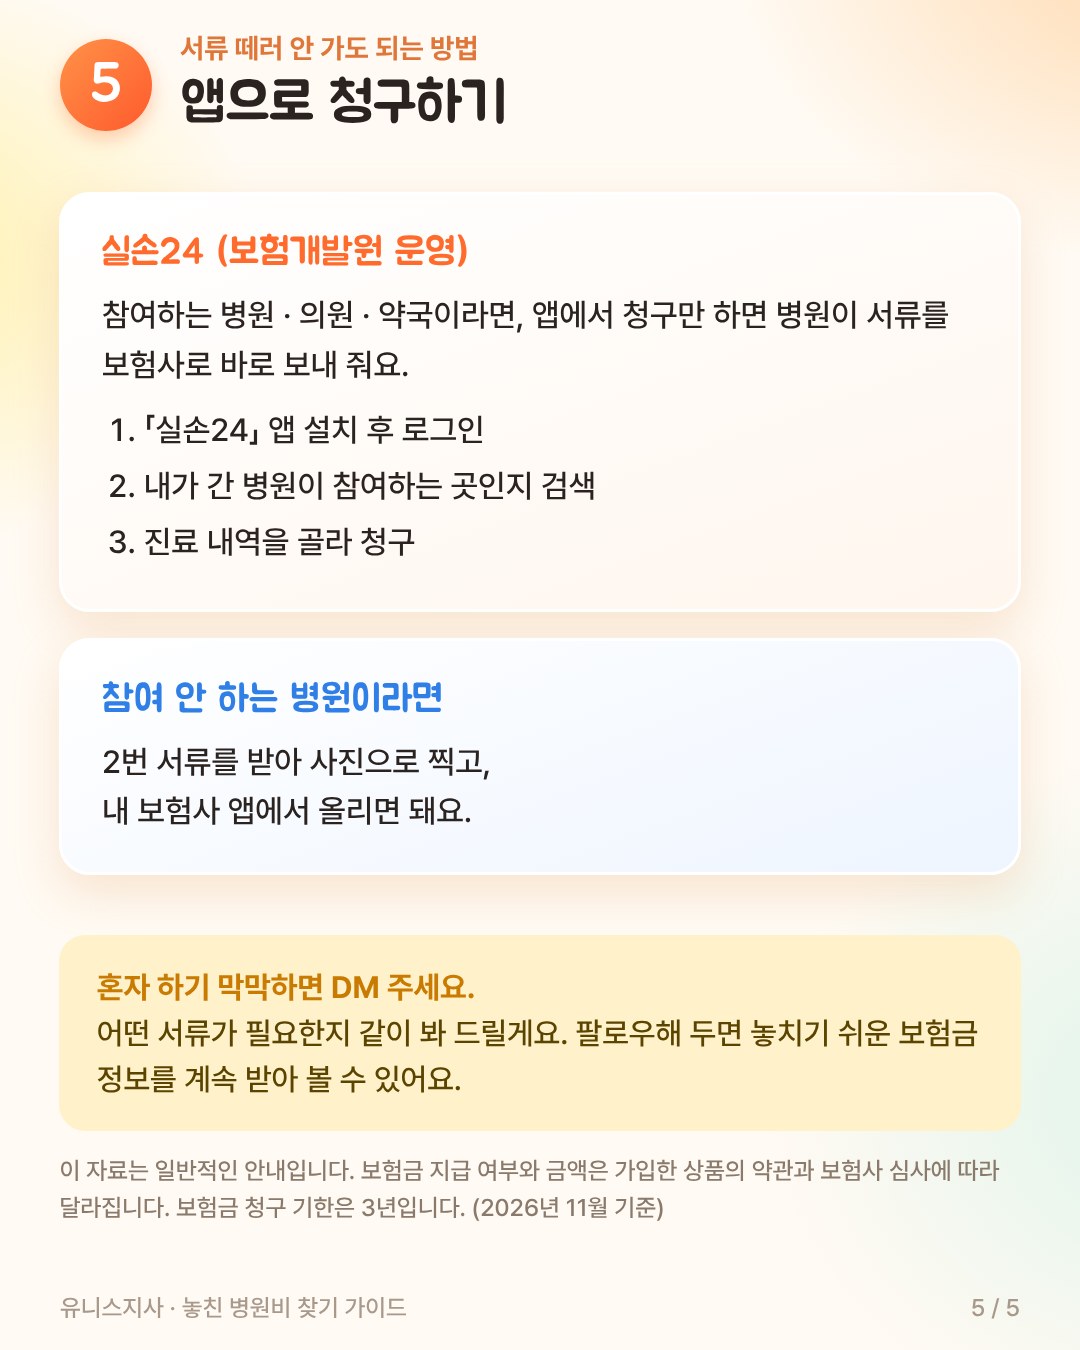 5
서류 떼러 안 가도 되는 방법
앱으로 청구하기
실손24 (보험개발원 운영)
참여하는 병원 · 의원 · 약국이라면, 앱에서 청구만 하면 병원이 서류를
보험사로 바로 보내 줘요.
1. 「실손24」 앱 설치 후 로그인
2. 내가 간 병원이 참여하는 곳인지 검색
3. 진료 내역을 골라 청구
참여 안 하는 병원이라면
2번 서류를 받아 사진으로 찍고,
내 보험사 앱에서 올리면 돼요.
혼자 하기 막막하면 DM 주세요.
어떤 서류가 필요한지 같이 봐 드릴게요. 팔로우해 두면 놓치기 쉬운 보험금
정보를 계속 받아 볼 수 있어요.
이 자료는 일반적인 안내입니다. 보험금 지급 여부와 금액은 가입한 상품의 약관과 보험사 심사에 따라
달라집니다. 보험금 청구 기한은 3년입니다. (2026년 11월 기준)
유니스지사 · 놓친 병원비 찾기 가이드
5 / 5